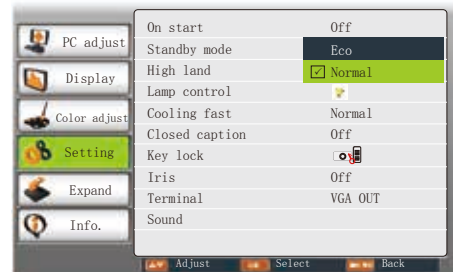 PC adjust
Display
Color adjust
Setting
Expand
Info.
On start Off
Standby mode Eco
High land Normal
Lamp control
Cooling fast Normal
Closed caption Off
Key lock
Iris Off
Terminal VGA OUT
Sound
Adjust Select Back